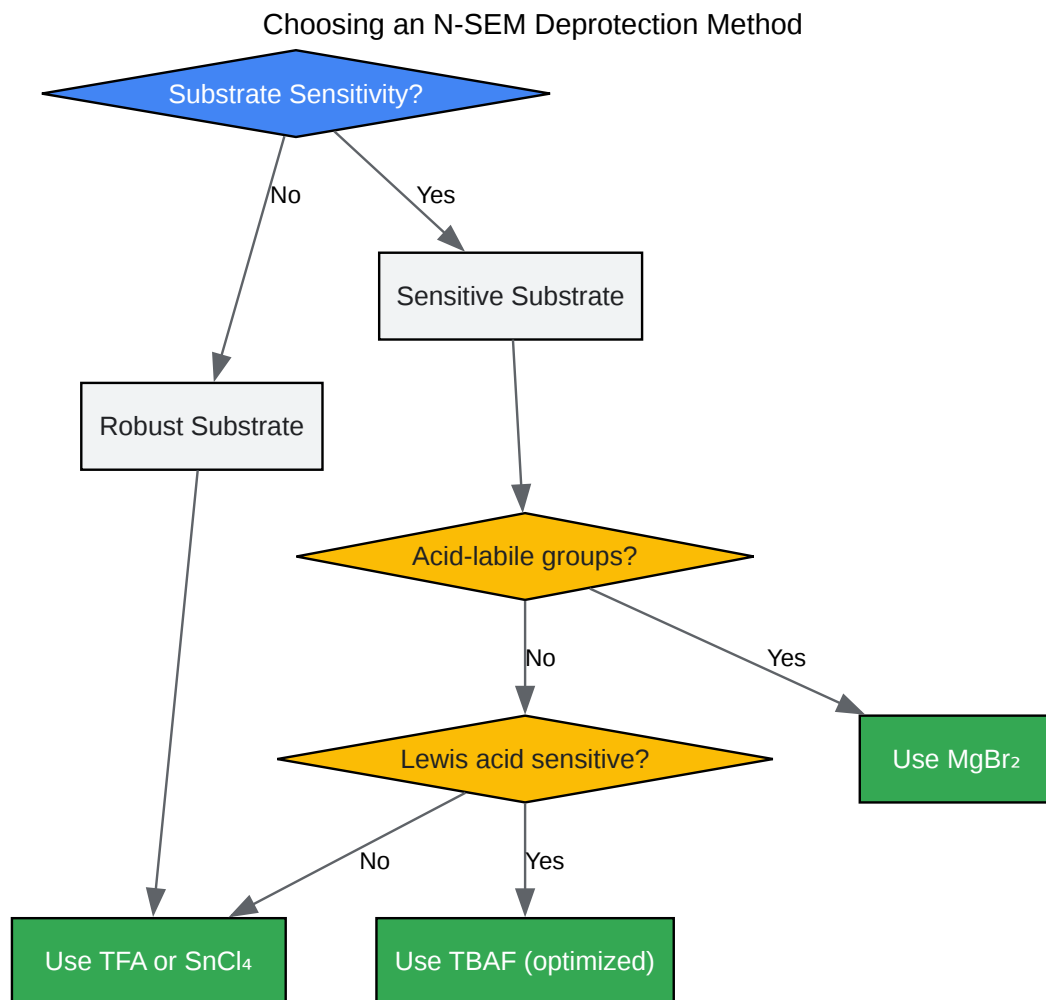 Choosing an N-SEM Deprotection Method
Substrate Sensitivity?
No
Yes
Sensitive Substrate
Robust Substrate
Acid-labile groups?
No
Yes
Lewis acid sensitive?
Use MgBr₂
No
Yes
Use TFA or SnCl₄
Use TBAF (optimized)